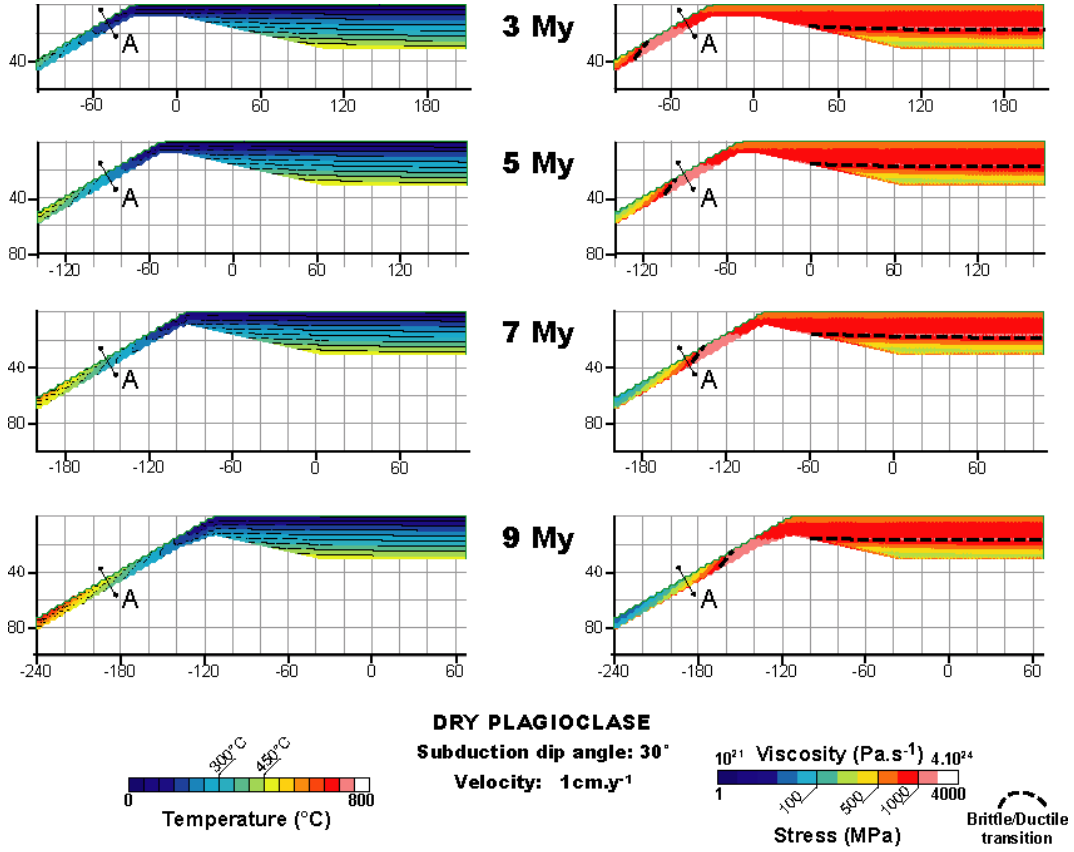 3 My
A
A
40
40
-60 0 60 120 180
-60 0 60 120 180
5 My
A
A
40
40
80
80
-120 -60 0 60 120
-120 -60 0 60 120
7 My
A
A
40
40
80
80
-180 -120 -60 0 60
-180 -120 -60 0 60
9 My
A
A
40
40
80
80
-240 -180 -120 -60 0 60
-240 -180 -120 -60 0 60
DRY PLAGIOCLASE
Subduction dip angle: 30°
Velocity: 1cm.y-1
300°C 450°C
0 800
Temperature (°C)
10²¹ Viscosity (Pa.s-1) 4.10²⁴
1 100 500 1000 4000
Stress (MPa)
Brittle/Ductile
transition